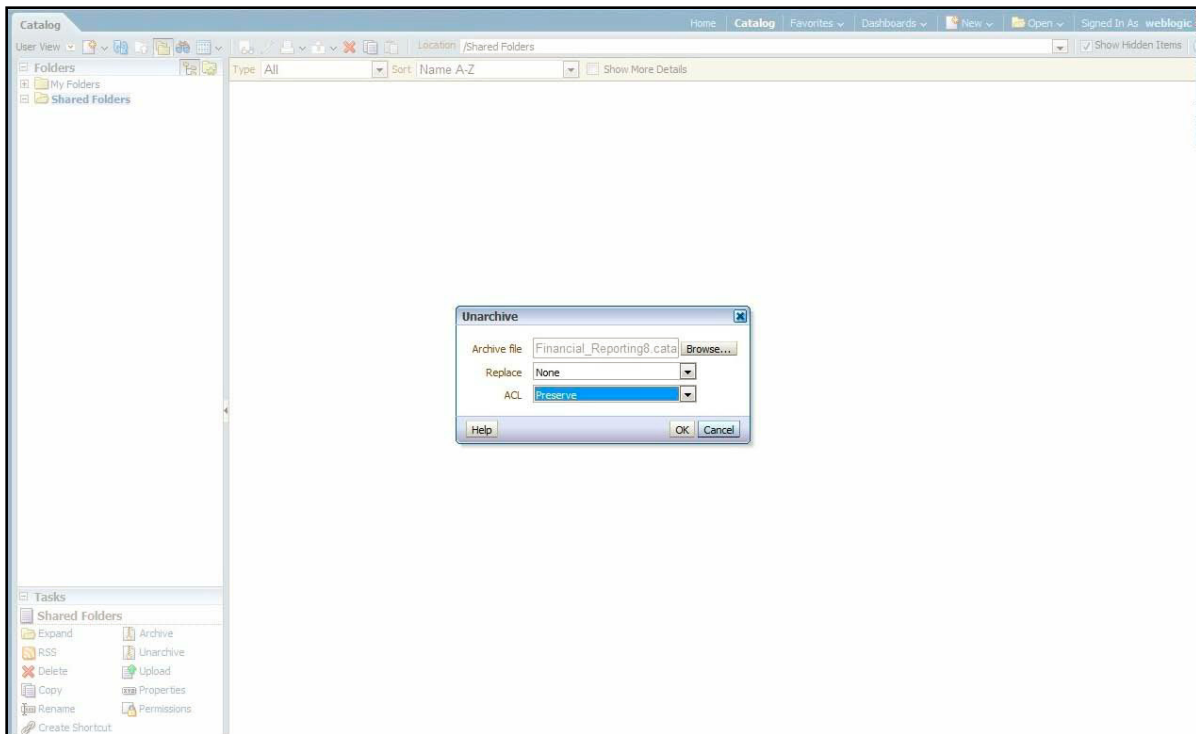 Catalog
Home Catalog Favorites Dashboards New Open Signed In As weblogic
User View Location /Shared Folders Show Hidden Items
Folders Type All Sort Name A-Z Show More Details
My Folders
Shared Folders
Unarchive
Archive file Financial_Reporting8.cata Browse...
Replace None
ACL Preserve
Help OK Cancel
Tasks
Shared Folders
Expand Archive
RSS Unarchive
Delete Upload
Copy Properties
Rename Permissions
Create Shortcut